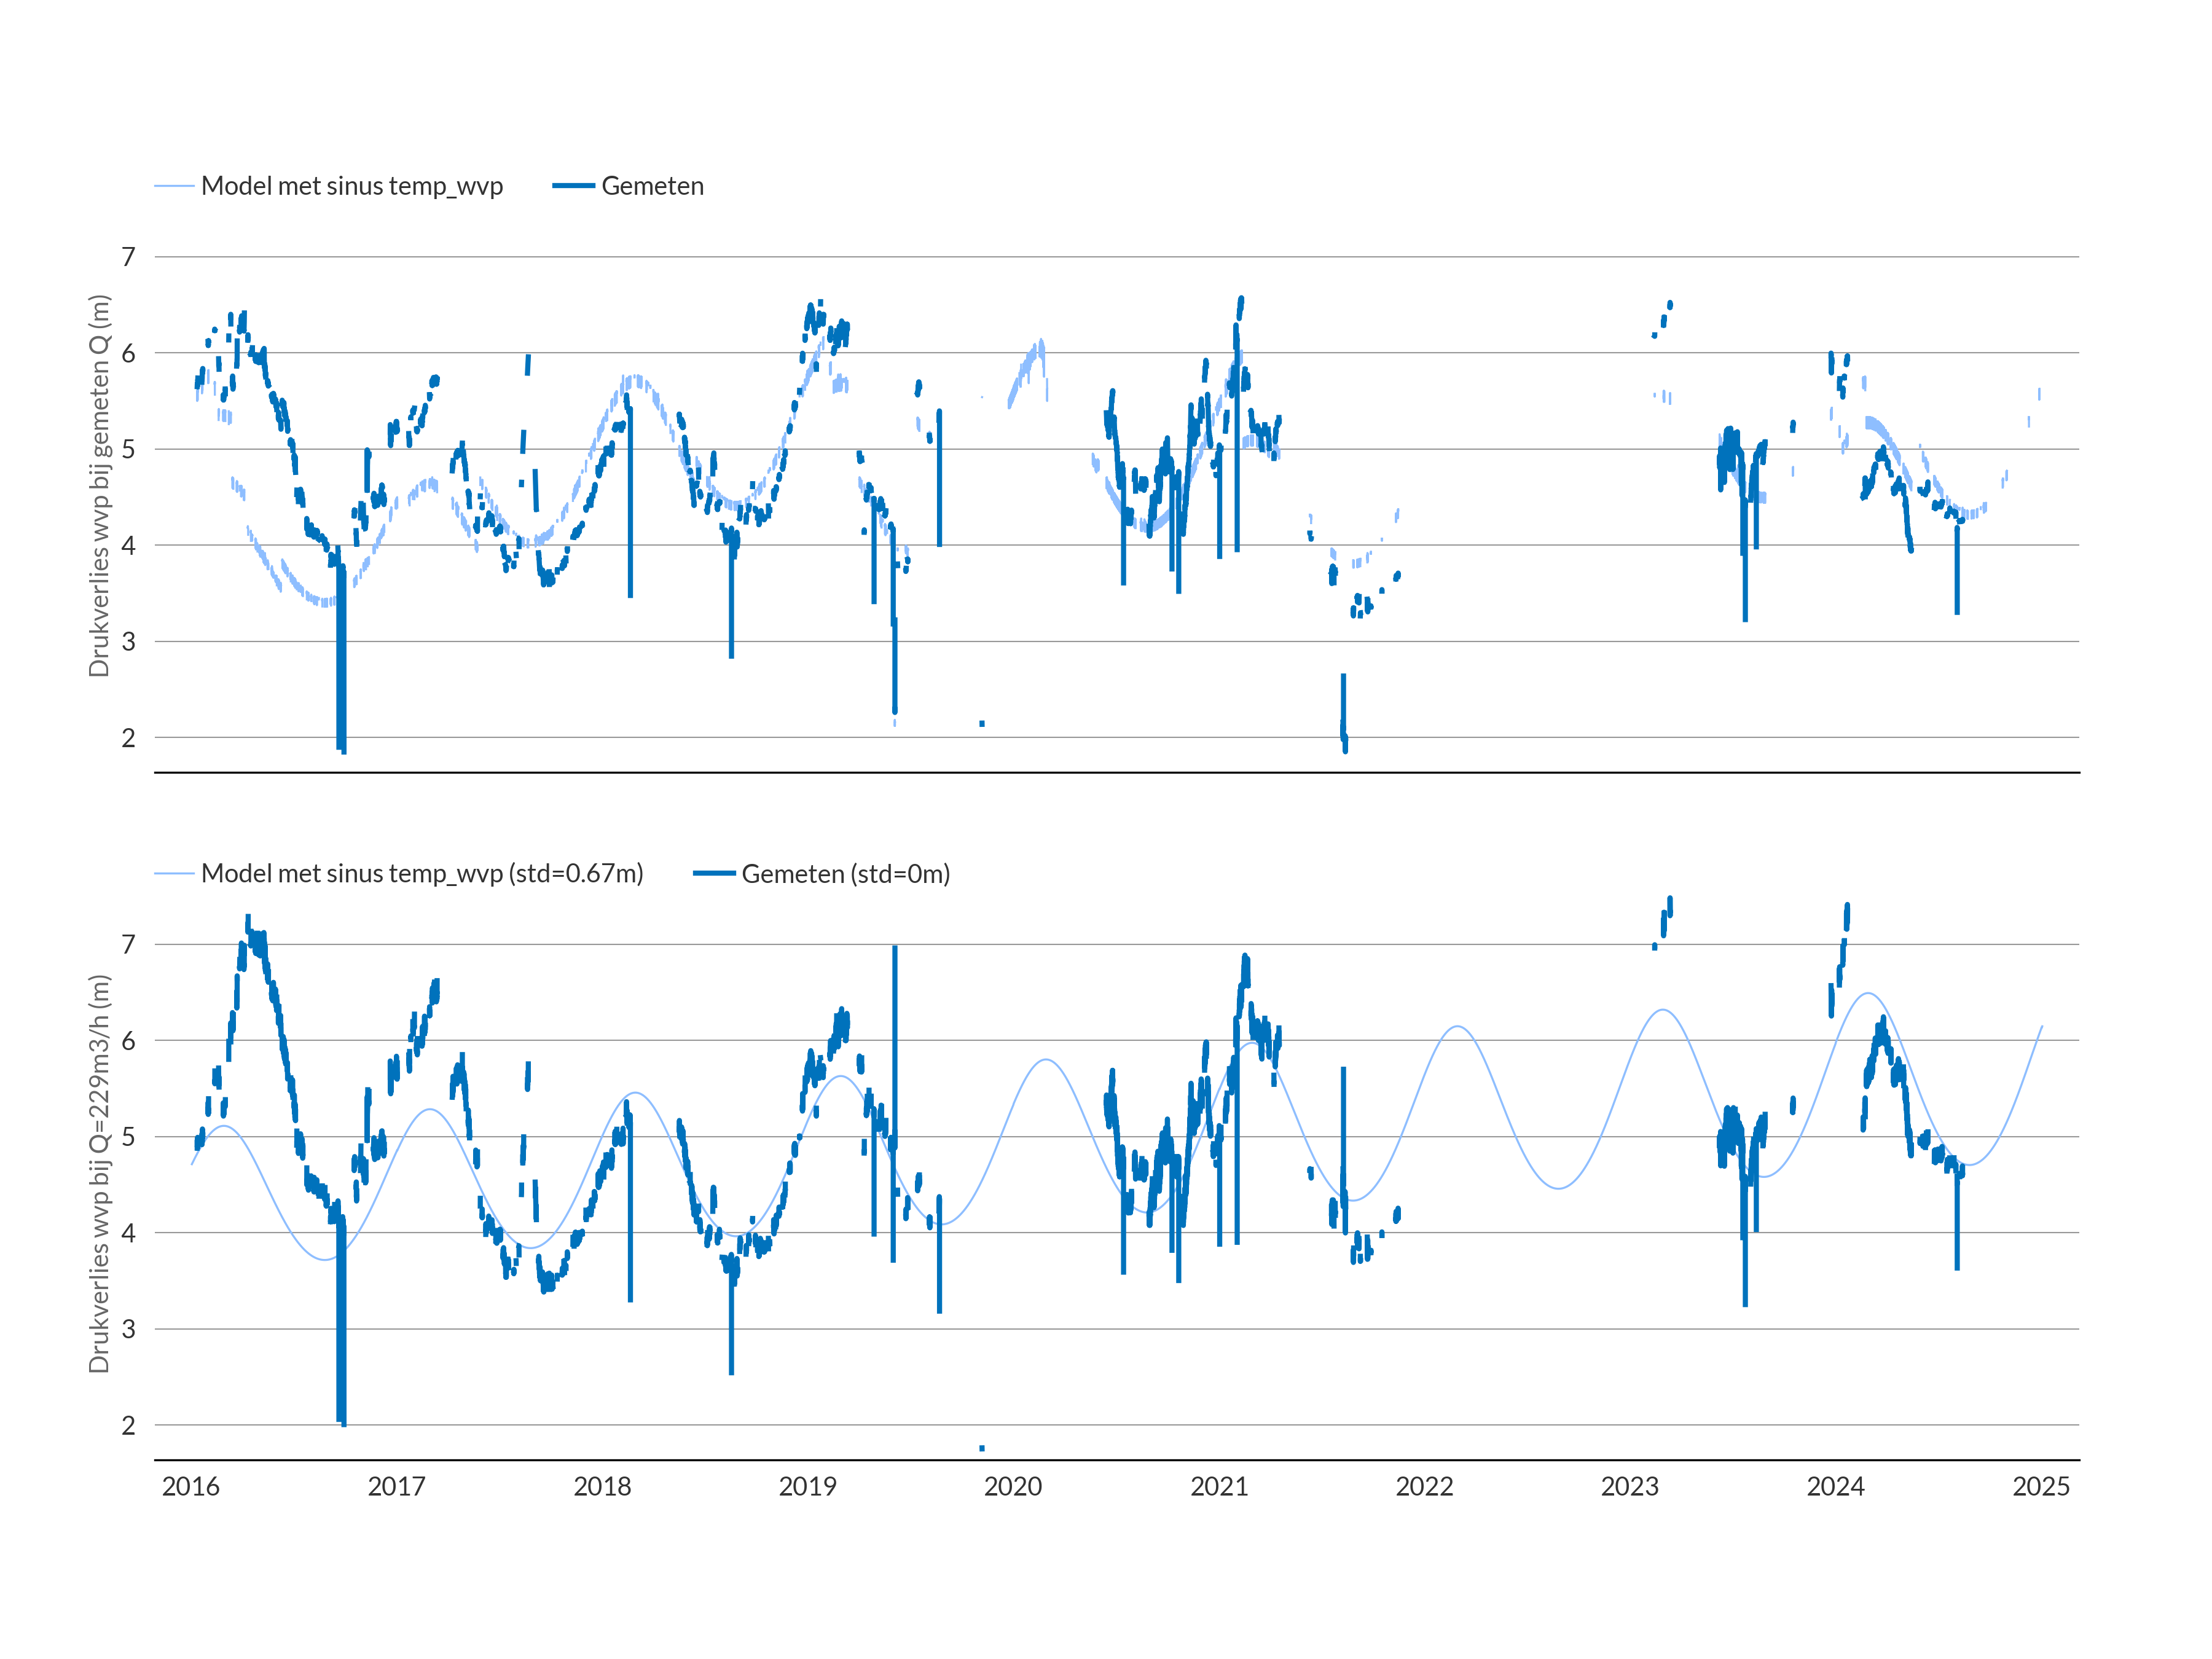 Model met sinus temp_wvp Gemeten
Drukverlies wvp bij gemeten Q (m)
7
6
5
4
3
2
Model met sinus temp_wvp (std=0.67m) Gemeten (std=0m)
Drukverlies wvp bij Q=229m3/h (m)
7
6
5
4
3
2
2016 2017 2018 2019 2020 2021 2022 2023 2024 2025